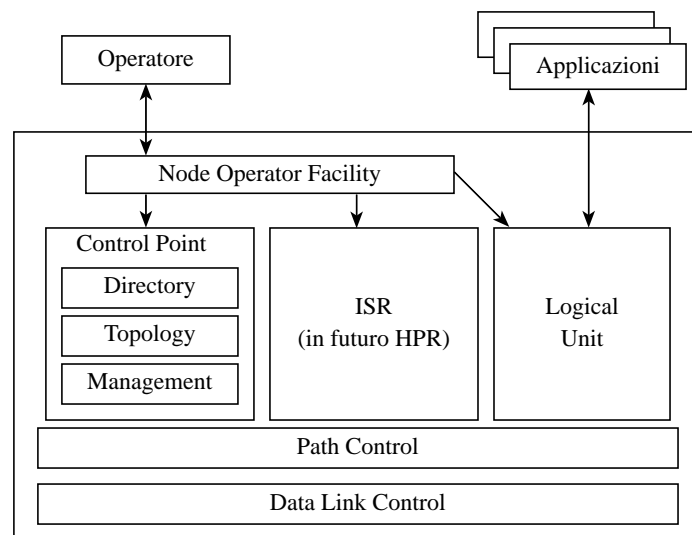 Operatore
Applicazioni
Node Operator Facility
Control Point
Directory
Topology
Management
ISR
(in futuro HPR)
Logical
Unit
Path Control
Data Link Control